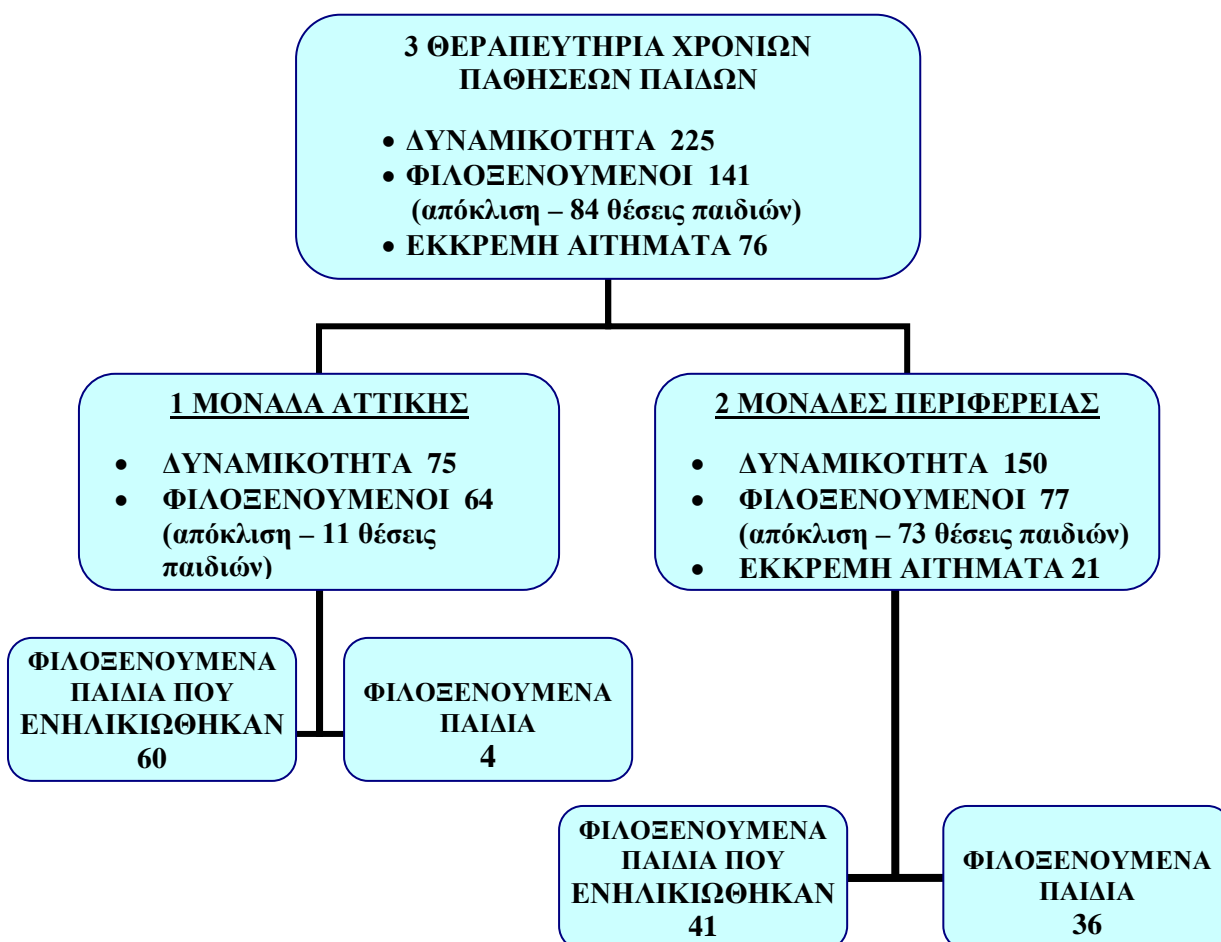 3 ΘΕΡΑΠΕΥΤΗΡΙΑ ΧΡΟΝΙΩΝ
ΠΑΘΗΣΕΩΝ ΠΑΙΔΩΝ
• ΔΥΝΑΜΙΚΟΤΗΤΑ 225
• ΦΙΛΟΞΕΝΟΥΜΕΝΟΙ 141
(απόκλιση – 84 θέσεις παιδιών)
• ΕΚΚΡΕΜΗ ΑΙΤΗΜΑΤΑ 76
1 ΜΟΝΑΔΑ ΑΤΤΙΚΗΣ
• ΔΥΝΑΜΙΚΟΤΗΤΑ 75
• ΦΙΛΟΞΕΝΟΥΜΕΝΟΙ 64
(απόκλιση – 11 θέσεις
παιδιών)
2 ΜΟΝΑΔΕΣ ΠΕΡΙΦΕΡΕΙΑΣ
• ΔΥΝΑΜΙΚΟΤΗΤΑ 150
• ΦΙΛΟΞΕΝΟΥΜΕΝΟΙ 77
(απόκλιση – 73 θέσεις παιδιών)
• ΕΚΚΡΕΜΗ ΑΙΤΗΜΑΤΑ 21
ΦΙΛΟΞΕΝΟΥΜΕΝΑ
ΠΑΙΔΙΑ ΠΟΥ
ΕΝΗΛΙΚΙΩΘΗΚΑΝ
60
ΦΙΛΟΞΕΝΟΥΜΕΝΑ
ΠΑΙΔΙΑ
4
ΦΙΛΟΞΕΝΟΥΜΕΝΑ
ΠΑΙΔΙΑ ΠΟΥ
ΕΝΗΛΙΚΙΩΘΗΚΑΝ
41
ΦΙΛΟΞΕΝΟΥΜΕΝΑ
ΠΑΙΔΙΑ
36